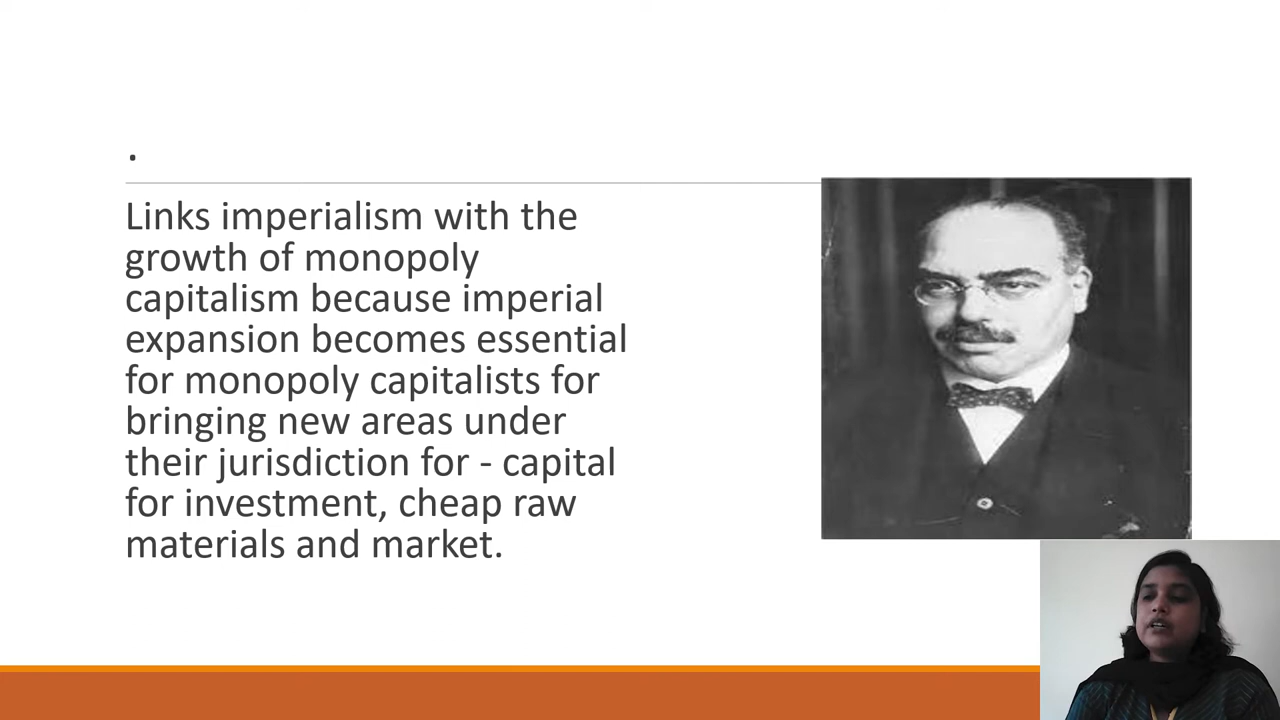 .
Links imperialism with the
growth of monopoly
capitalism because imperial
expansion becomes essential
for monopoly capitalists for
bringing new areas under
their jurisdiction for - capital
for investment, cheap raw
materials and market.